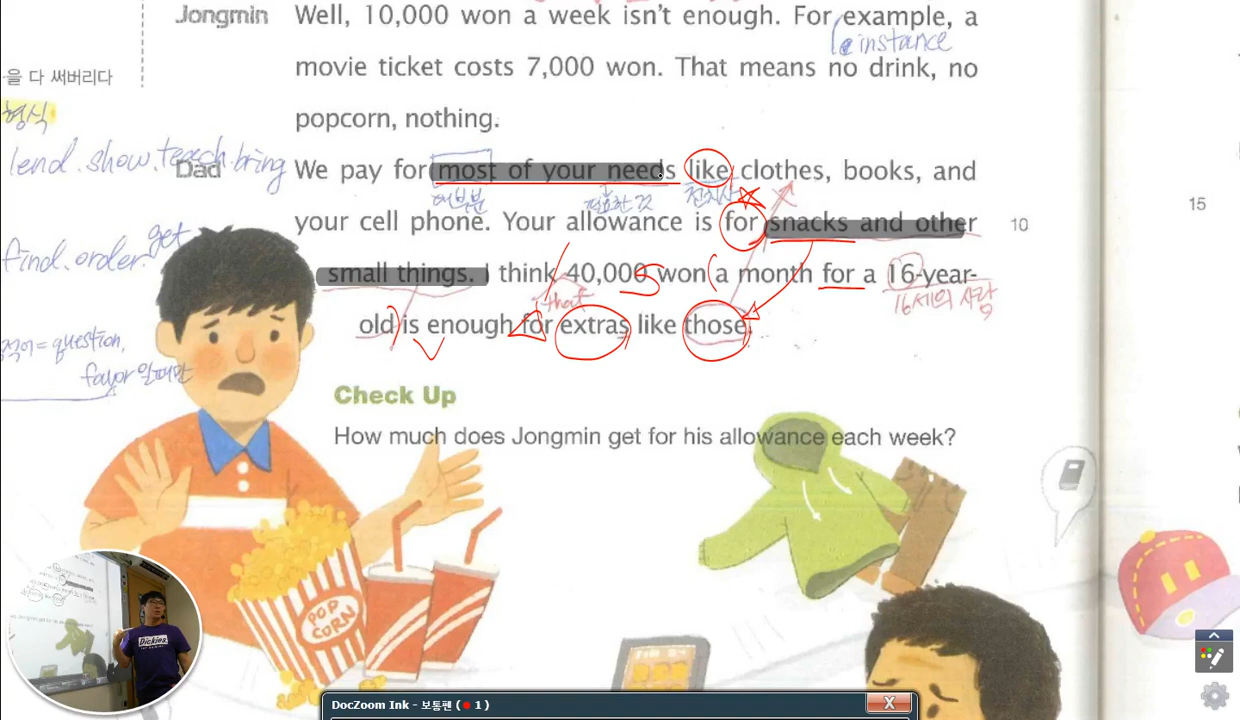 Jongmin Well, 10,000 won a week isn't enough. For example, a
instance
movie ticket costs 7,000 won. That means no drink, no
을 다 써버리다
popcorn, nothing.
형식
lend. show. teach. bring
Dad We pay for most of your needs like clothes, books, and
대부분 필요한 것 전치사
your cell phone. Your allowance is for snacks and other
10
15
find. order. get
small things. I think 40,000 won a month for a 16-year-
that
16세의 사람
old is enough for extras like those.
S
V
question,
favor 일때만
Check Up
How much does Jongmin get for his allowance each week?
POP
CORN
Dickies
DocZoom Ink - 보통펜 ( 1 )
X